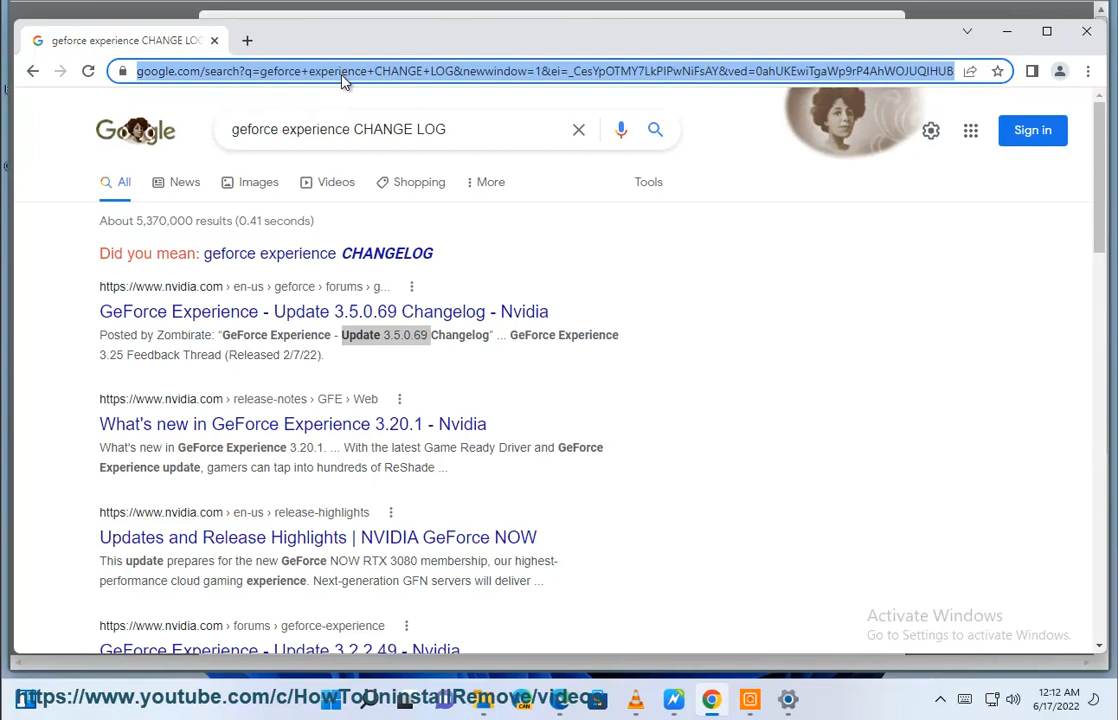 geforce experience CHANGE LOG
google.com/search?q=geforce+experience+CHANGE+LOG&newwindow=1&ei=_CesYpOTMY7LkPIPwNiFsAY&ved=0ahUKEwiTgaWp9rP4AhWOJUQIHUB
Google
geforce experience CHANGE LOG
Sign in
All News Images Videos Shopping More Tools
About 5,370,000 results (0.41 seconds)
Did you mean: geforce experience CHANGELOG
https://www.nvidia.com › en-us › geforce › forums › g...
GeForce Experience - Update 3.5.0.69 Changelog - Nvidia
Posted by Zombirate: “GeForce Experience - Update 3.5.0.69 Changelog” ... GeForce Experience
3.25 Feedback Thread (Released 2/7/22).
https://www.nvidia.com › release-notes › GFE › Web
What's new in GeForce Experience 3.20.1 - Nvidia
What's new in GeForce Experience 3.20.1. ... With the latest Game Ready Driver and GeForce
Experience update, gamers can tap into hundreds of ReShade ...
https://www.nvidia.com › en-us › release-highlights
Updates and Release Highlights | NVIDIA GeForce NOW
This update prepares for the new GeForce NOW RTX 3080 membership, our highest-
performance cloud gaming experience. Next-generation GFN servers will deliver ...
https://www.nvidia.com › forums › geforce-experience
GeForce Experience - Update 3.2.2.49 - Nvidia
Activate Windows
Go to Settings to activate Windows.
https://www.youtube.com/c/HowToUninstallRemove/videos
12:12 AM
6/17/2022